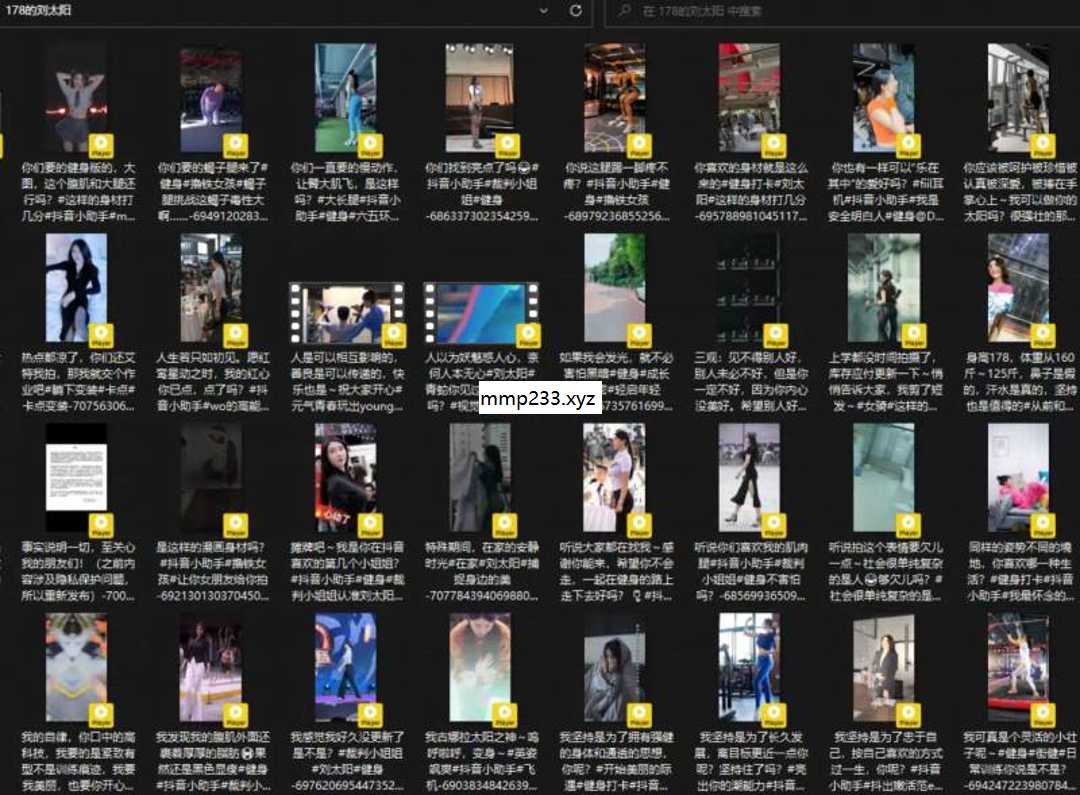 178的刘太阳
在 178的刘太阳 中搜索
你们要的健身版的，大
图，这个腹肌和大腿还
行吗？#这样的身材打
几分#抖音小助手#m...
你们要的蝎子腿来了#
健身#撸铁女孩#蝎子
腿挑战这蝎子毒性大
啊......-6949120283...
你们一直要的慢动作，
让臀大肌飞，是这样
吗？#大长腿#抖音小
助手#健身#六五环...
你们找到亮点了吗😂#
抖音小助手#裁判小姐
姐#健身
-686337302354259...
你说这腿踢一脚疼不
疼？#抖音小助手#健
身#撸铁女孩
-68979236855256...
你喜欢的身材就是这么
来的#健身打卡#刘太
阳#这样的身材打几分
-695788981045117...
你也有一样可以“乐在
其中”的爱好吗？#fiil耳
机#抖音小助手#我是
安全明白人#健身@D...
你应该被呵护被珍惜被
认真被深爱，被捧在手
掌心上~我可以做你的
太阳吗？很强壮的那...
热点都凉了，你们还艾
特我拍，那我就交个作
业吧#躺下变装#卡点#
卡点变装-70756306...
人生若只如初见。愿红
鸾星动之时，我的红心
你已点，点了吗？#抖
音小助手#wo的高能...
人是可以相互影响的，
善良是可以传递的，快
乐也是~祝大家开心#
元气青春玩出young...
人以为妖魅惑人心，奈
何人本无心#刘太阳#
青蛇你见过
吗？#视觉
如果我会发光，就不必
害怕黑暗#健身#成长
#轻启年轻
735761699...
三观：见不得别人好，
别人未必不好，但是你
一定不好，因为你内心
没美好。希望别人好...
上学都没时间拍摄了，
库存应付更新一下~悄
悄告诉大家，我剪了短
发~#女骑#这样的...
身高178，体重从160
斤~125斤，鼻子是假
的，汗水是真的，坚持
也是值得的#从前和...
mmp233.xyz
事实说明一切，至关心
我的朋友们！（之前内
容涉及隐私保护问题，
所以重新发布）-700...
是这样的漫画身材吗？
#抖音小助手#撸铁女
孩#让你女朋友给你拍
-692130130370450...
摊牌吧~我是你在抖音
喜欢的第几个小姐姐？
#抖音小助手#健身#裁
判小姐姐认准刘太阳...
特殊期间，在家的安静
时光#在家#刘太阳#捕
捉身边的美
-707784394069880...
听说大家都在找我~感
谢你能来，希望你不会
走，一起在健身的路上
走下去好吗？#抖...
听说你们喜欢我的肌肉
腿#抖音小助手#裁判
小姐姐#健身不害怕
吗？-68569936509...
听说拍这个表情要欠儿
一点~社会很单纯复杂
的是人😂够欠儿吗？#
社会很单纯复杂的是...
同样的姿势不同的境
地，你喜欢哪一种生
活？#健身打卡#抖音
小助手#我最怀念的...
我的自律，你口中的高
科技，我要的是紧致有
型不是训练痕迹，我要
我美丽，也要你开心...
我发现我的腹肌外面还
裹着厚厚的脂肪😂果
然还是黑色显瘦#健身
#抖音小助手#裁判小...
我感觉我好久没更新了
是不是？#裁判小姐姐
#刘太阳#健身
-697620695447352...
我古娜拉太阳之神~呜
呼啦呼，变身~#英姿
飒爽#抖音小助手#飞
机-6903834842639...
我坚持是为了拥有强健
的身体和通透的思想，
你呢？#开始美丽的际
遇#健身打卡#抖音...
我坚持是为了长久发
展，离目标更近一点你
呢？坚持住了吗？#亮
出你的潮能力#抖音...
我坚持是为了忠于自
己，按自己喜欢的方式
过一生，你呢？#抖音
小助手#抖出嫩活范e...
我可真是个灵活的小壮
子呢~#健身#街健#日
常训练你说是不是？
-694247223980784...